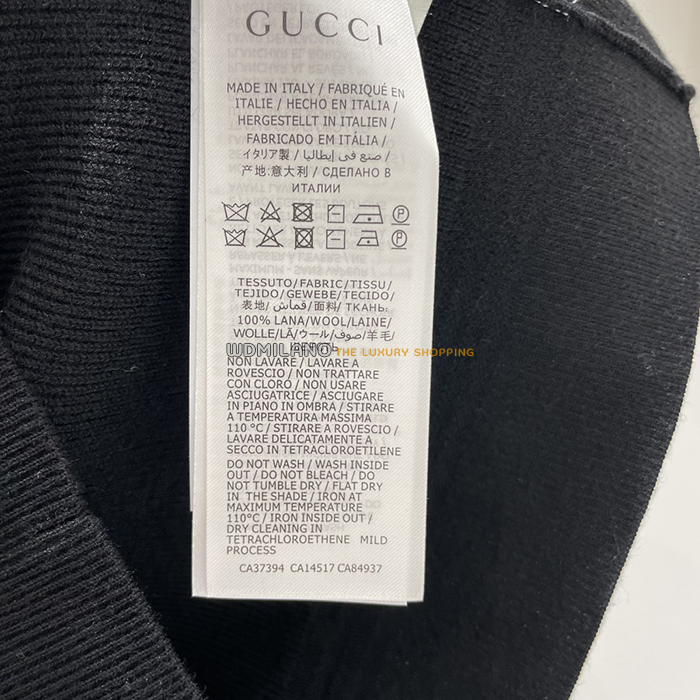 GUCCI
MADE IN ITALY / FABRIQUÉ EN
ITALIE / HECHO EN ITALIA /
HERGESTELLT IN ITALIEN /
FABRICADO EM ITÁLIA /
イタリア製 / صنع في إيطاليا /
产地:意大利 / СДЕЛАНО В
ИТАЛИИ
TESSUTO/FABRIC/TISSU/
TEJIDO/GEWEBE/TECIDO/
表地/ قماش/面料/ ТКАНЬ:
100% LANA/WOOL/LAINE/
WOLLE/LÃ/ウール/صوف/羊毛/
WDMILANO THE LUXURY SHOPPING
NON LAVARE / LAVARE A
ROVESCIO / NON TRATTARE
CON CLORO / NON USARE
ASCIUGATRICE / ASCIUGARE
IN PIANO IN OMBRA / STIRARE
A TEMPERATURA MASSIMA
110 °C / STIRARE A ROVESCIO /
LAVARE DELICATAMENTE A
SECCO IN TETRACLOROETILENE
DO NOT WASH / WASH INSIDE
OUT / DO NOT BLEACH / DO
NOT TUMBLE DRY / FLAT DRY
IN THE SHADE / IRON AT
MAXIMUM TEMPERATURE
110°C / IRON INSIDE OUT /
DRY CLEANING IN
TETRACHLOROETHENE MILD
PROCESS
CA37394 CA14517 CA84937